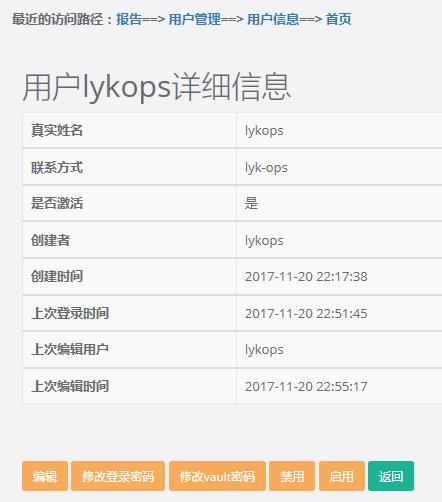 最近的访问路径：报告==> 用户管理==> 用户信息==> 首页
用户lykops详细信息
真实姓名 lykops
联系方式 lyk-ops
是否激活 是
创建者 lykops
创建时间 2017-11-20 22:17:38
上次登录时间 2017-11-20 22:51:45
上次编辑用户 lykops
上次编辑时间 2017-11-20 22:55:17
编辑 修改登录密码 修改vault密码 禁用 启用 返回